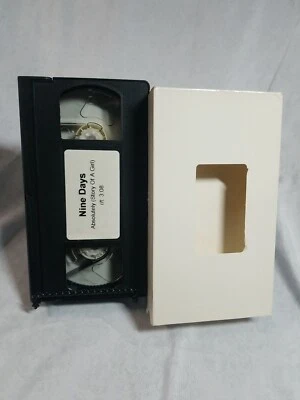 Nine Days
Absolutely (Story Of A Girl)
rt: 3:08